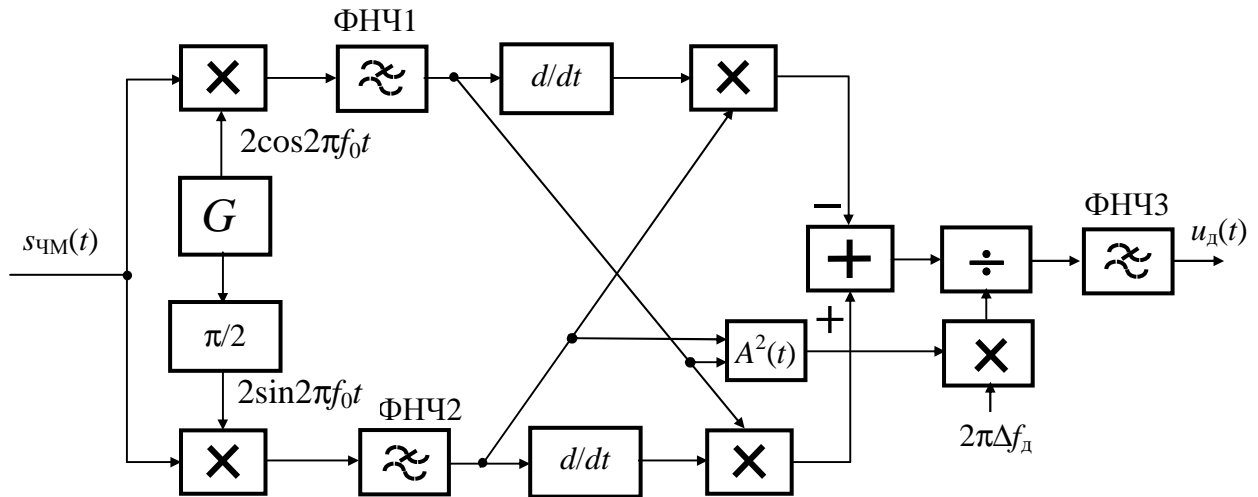 ФНЧ1
× d/dt ×
2cos2πf₀t
G
−
ФНЧ3
sЧМ(t)
uд(t)
+ ÷
π/2
+
A²(t)
×
2sin2πf₀t
ФНЧ2
2πΔfд
× d/dt ×